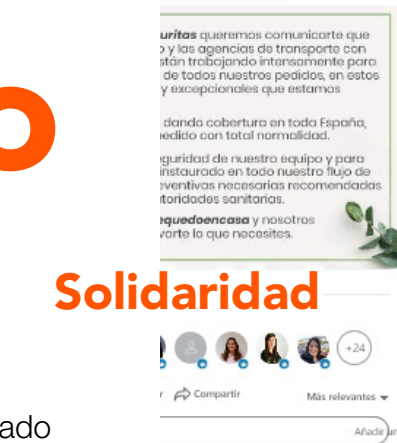 uritas queremos comunicarte que
o y las agencias de transporte con
stán trabajando intensamente para
de todos nuestros pedidos, en estos
y excepcionales que estamos
dando cobertura en toda España,
edido con total normalidad.
eguridad de nuestro equipo y para
instaurado en todo nuestro flujo de
eventivas necesarias recomendadas
toridades sanitarias.
equedoencasa y nosotros
varte lo que necesites.
o
Solidaridad
+24
r Compartir Más relevantes
Añadir un
ado